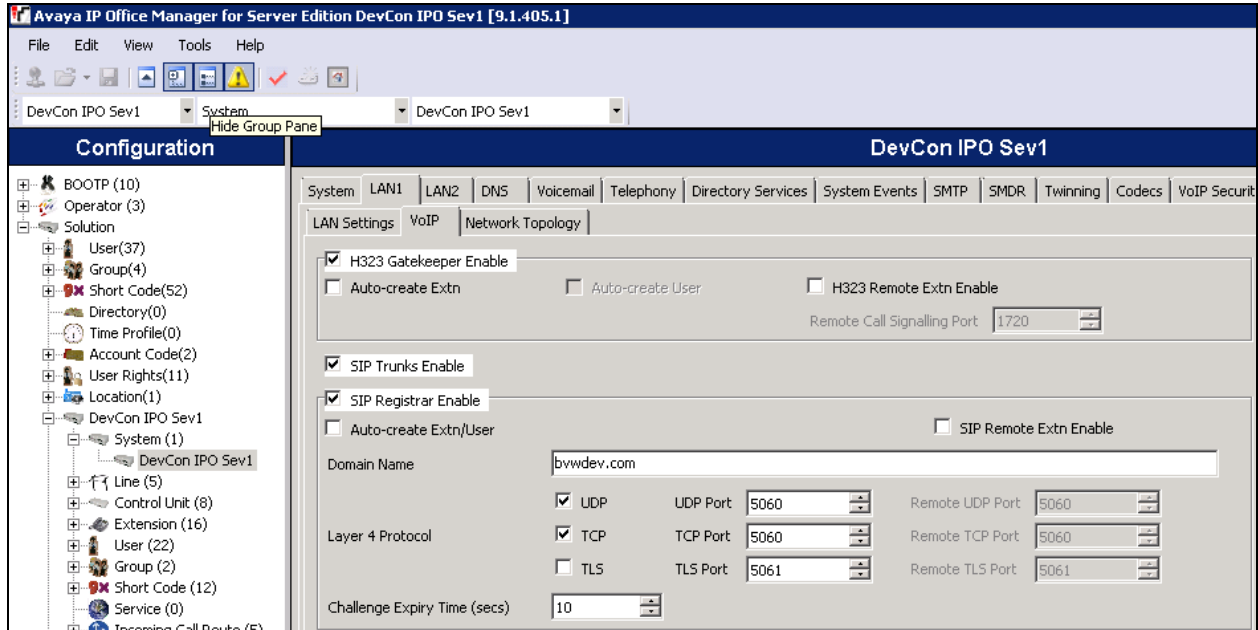 Avaya IP Office Manager for Server Edition DevCon IPO Sev1 [9.1.405.1]
File Edit View Tools Help
DevCon IPO Sev1 System DevCon IPO Sev1
Hide Group Pane
Configuration
BOOTP (10)
Operator (3)
Solution
User(37)
Group(4)
Short Code(52)
Directory(0)
Time Profile(0)
Account Code(2)
User Rights(11)
Location(1)
DevCon IPO Sev1
System (1)
DevCon IPO Sev1
Line (5)
Control Unit (8)
Extension (16)
User (22)
Group (2)
Short Code (12)
Service (0)
Incoming Call Route (5)
DevCon IPO Sev1
System LAN1 LAN2 DNS Voicemail Telephony Directory Services System Events SMTP SMDR Twinning Codecs VoIP Securit
LAN Settings VoIP Network Topology
H323 Gatekeeper Enable
Auto-create Extn Auto-create User H323 Remote Extn Enable
Remote Call Signalling Port 1720
SIP Trunks Enable
SIP Registrar Enable
Auto-create Extn/User SIP Remote Extn Enable
Domain Name bvwdev.com
UDP UDP Port 5060 Remote UDP Port 5060
Layer 4 Protocol TCP TCP Port 5060 Remote TCP Port 5060
TLS TLS Port 5061 Remote TLS Port 5061
Challenge Expiry Time (secs) 10